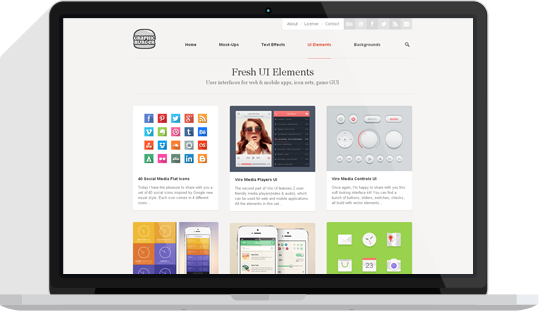 About
License
Contact
GRAPHIC
BURGER
Home
Mock-Ups
Text Effects
UI Elements
Backgrounds
Fresh UI Elements
User interfaces for web & mobile apps, icon sets, game GUI
40 Social Media Flat Icons
Today I have the pleasure to share with you a
set of 40 social icons inspired by Google new
visual style. Each icon comes in 4 different
sizes...
Viro Media Players UI
The second part of Viro UI features 2 user
friendly media players(video & audio), which
can be used for web and mobile applications.
All the elements in this set...
Viro Media Controls UI
Once again, I'm happy to share with you this
soft looking interface kit! You can find a
bunch of buttons, sliders, switches, checks,
all build with vector elements...
23